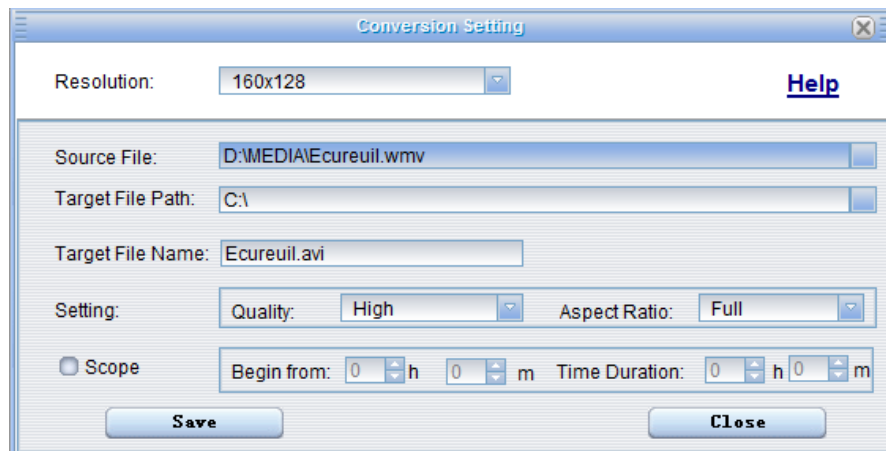 Conversion Setting
Resolution: 160x128 Help
Source File: D:\MEDIA\Ecureuil.wmv
Target File Path: C:\
Target File Name: Ecureuil.avi
Setting: Quality: High Aspect Ratio: Full
Scope Begin from: 0 h 0 m Time Duration: 0 h 0 m
Save Close